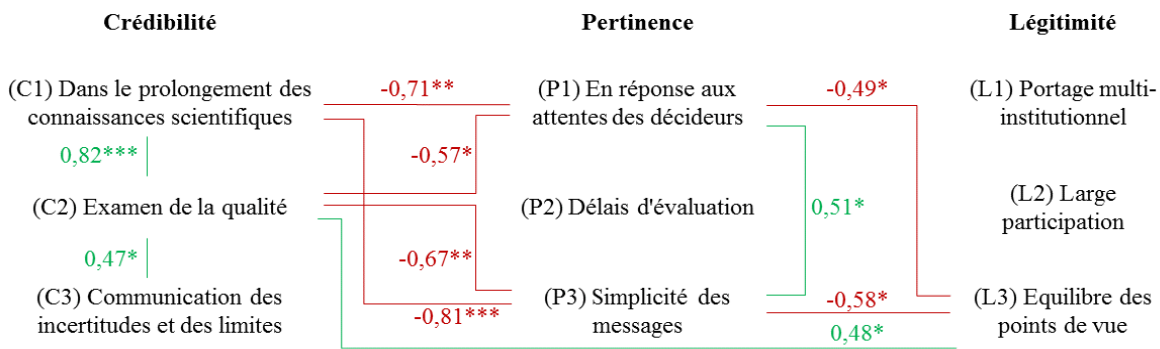 Crédibilité
Pertinence
Légitimité
(C1) Dans le prolongement des
connaissances scientifiques
-0,71**
(P1) En réponse aux
attentes des décideurs
-0,49*
(L1) Portage multi-
institutionnel
0,82***
-0,57*
(C2) Examen de la qualité
(P2) Délais d'évaluation
0,51*
(L2) Large
participation
0,47*
-0,67**
(C3) Communication des
incertitudes et des limites
-0,81***
(P3) Simplicité des
messages
-0,58*
0,48*
(L3) Equilibre des
points de vue